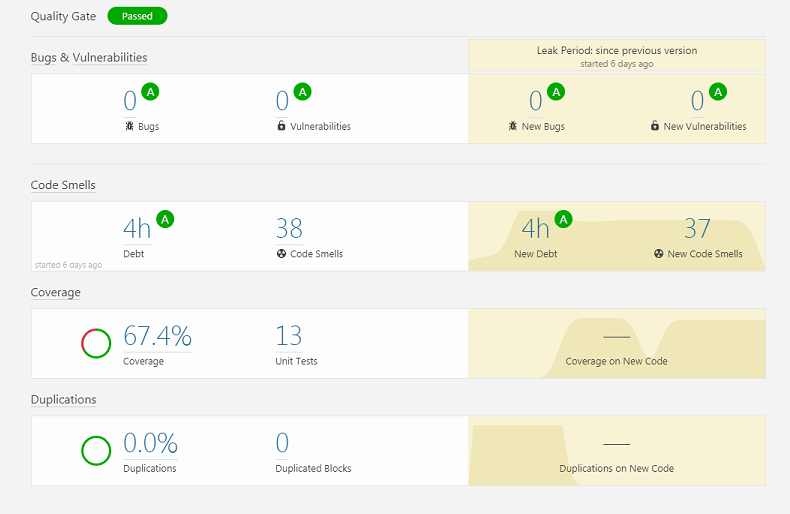 Quality Gate Passed
Bugs & Vulnerabilities
Leak Period: since previous version
started 6 days ago
0 A 0 A 0 A 0 A
Bugs Vulnerabilities New Bugs New Vulnerabilities
Code Smells
4h A 38 4h A 37
Debt Code Smells New Debt New Code Smells
started 6 days ago
Coverage
67.4% 13 —
Coverage Unit Tests Coverage on New Code
Duplications
0.0% 0 —
Duplications Duplicated Blocks Duplications on New Code